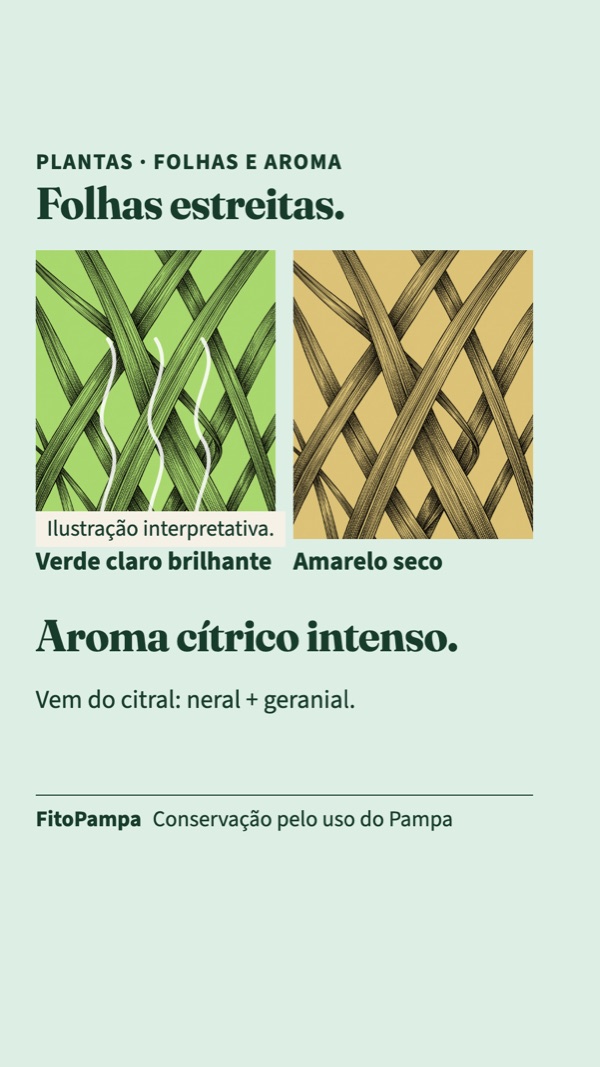 PLANTAS · FOLHAS E AROMA
Folhas estreitas.
Ilustração interpretativa.
Verde claro brilhante
Amarelo seco
Aroma cítrico intenso.
Vem do citral: neral + geranial.
FitoPampa Conservação pelo uso do Pampa